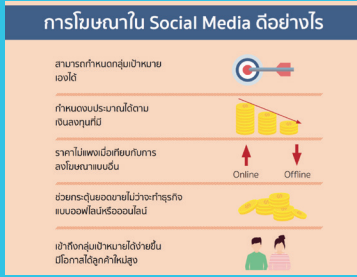 การโฆษณาใน Social Media ดีอย่างไร
สามารถกำหนดกลุ่มเป้าหมาย
เองได้
กำหนดงบประมาณได้ตาม
เงินลงทุนที่มี
ราคาไม่แพงเมื่อเทียบกับการ
ลงโฆษณาแบบอื่น
Online Offline
ช่วยกระตุ้นยอดขายไม่ว่าจะทำธุรกิจ
แบบออฟไลน์หรือออนไลน์
เข้าถึงกลุ่มเป้าหมายได้ง่ายขึ้น
มีโอกาสได้ลูกค้าใหม่สูง